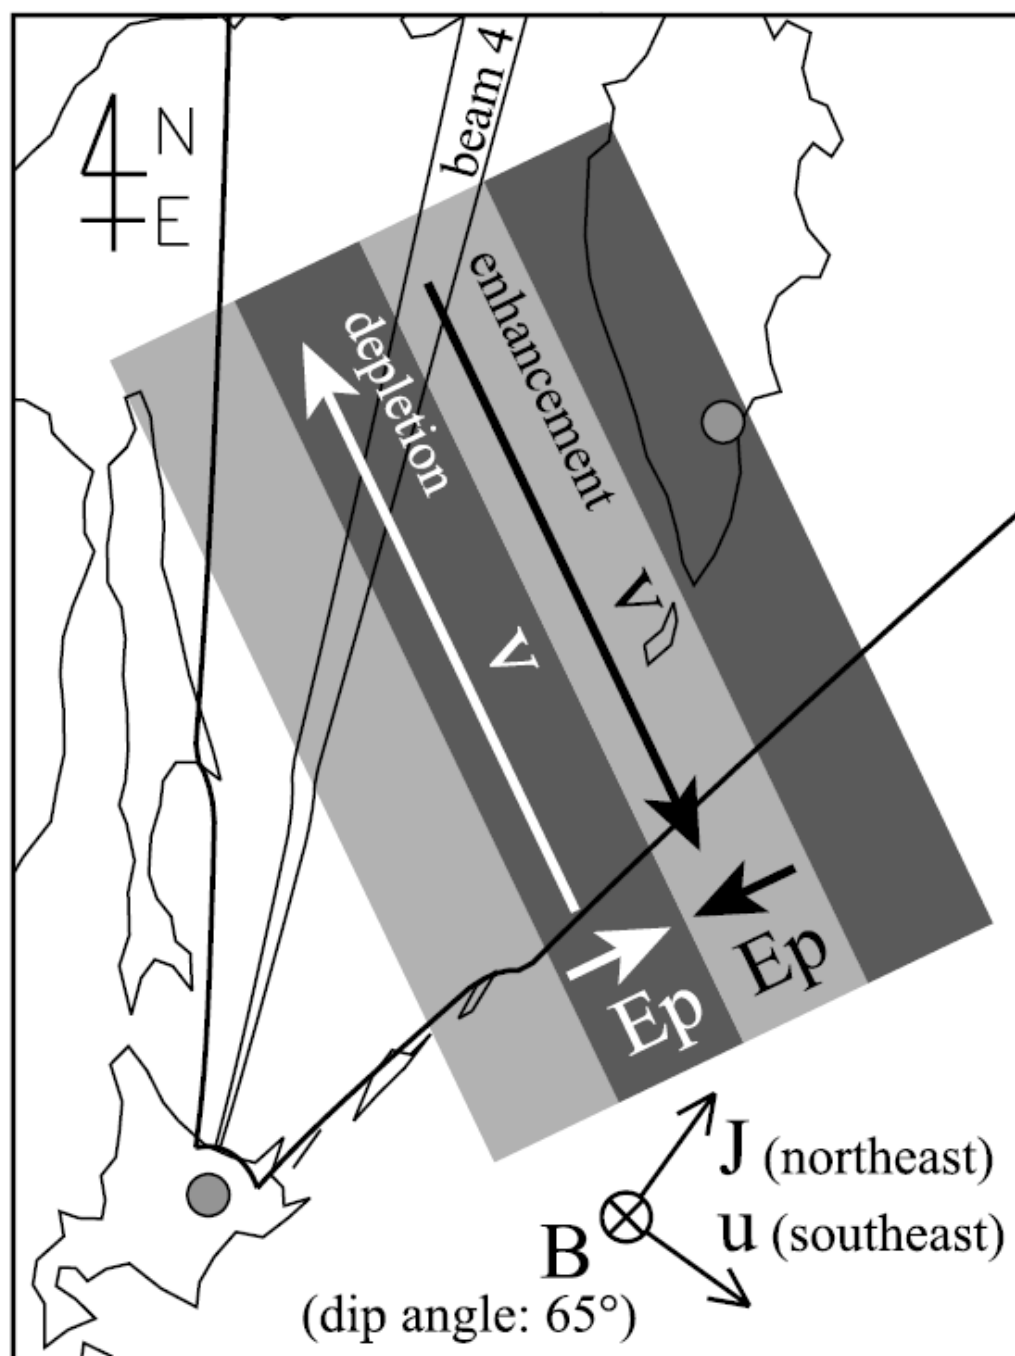 beam 4
N
E
enhancement
depletion
V
V
Ep
Ep
J (northeast)
u (southeast)
B
(dip angle: 65°)